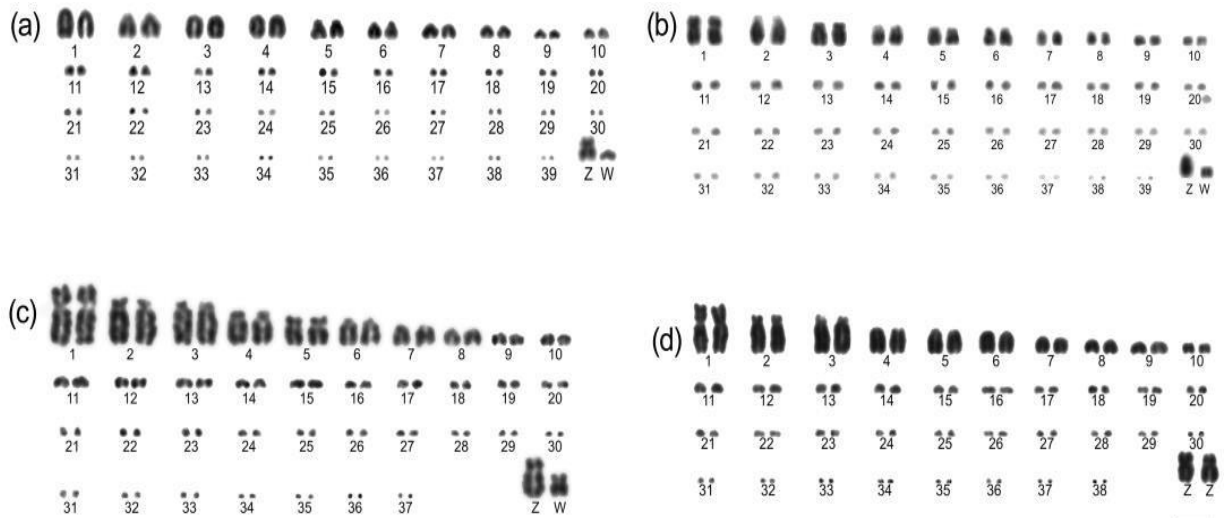 (a)
1 2 3 4 5 6 7 8 9 10
11 12 13 14 15 16 17 18 19 20
21 22 23 24 25 26 27 28 29 30
31 32 33 34 35 36 37 38 39 Z W
(b)
1 2 3 4 5 6 7 8 9 10
11 12 13 14 15 16 17 18 19 20
21 22 23 24 25 26 27 28 29 30
31 32 33 34 35 36 37 38 39 Z W
(c)
1 2 3 4 5 6 7 8 9 10
11 12 13 14 15 16 17 18 19 20
21 22 23 24 25 26 27 28 29 30
31 32 33 34 35 36 37 Z W
(d)
1 2 3 4 5 6 7 8 9 10
11 12 13 14 15 16 17 18 19 20
21 22 23 24 25 26 27 28 29 30
31 32 33 34 35 36 37 38 Z Z